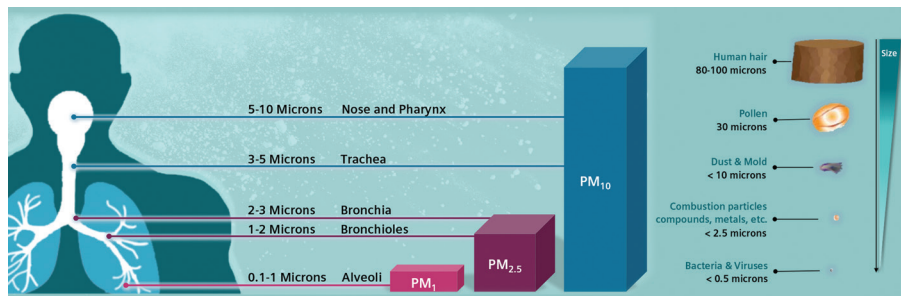 5-10 Microns Nose and Pharynx
3-5 Microns Trachea
2-3 Microns Bronchia
1-2 Microns Bronchioles
0.1-1 Microns Alveoli
PM1
PM2.5
PM10
Size
Human hair
80-100 microns
Pollen
30 microns
Dust & Mold
< 10 microns
Combustion particles
compounds, metals, etc.
< 2.5 microns
Bacteria & Viruses
< 0.5 microns